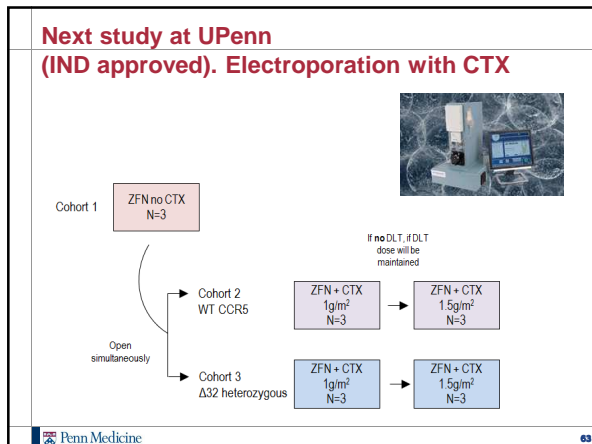 Next study at UPenn
(IND approved). Electroporation with CTX
Cohort 1
ZFN no CTX
N=3
If no DLT, if DLT
dose will be
maintained
Cohort 2
WT CCR5
ZFN + CTX
1g/m²
N=3
ZFN + CTX
1.5g/m²
N=3
Open
simultaneously
Cohort 3
Δ32 heterozygous
ZFN + CTX
1g/m²
N=3
ZFN + CTX
1.5g/m²
N=3
Penn Medicine
63